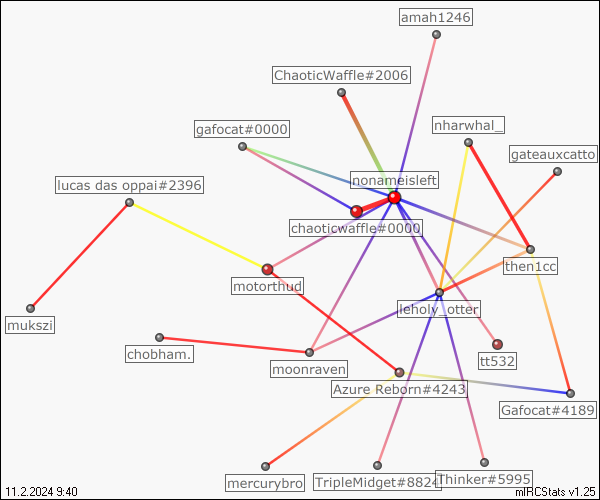 amah1246
ChaoticWaffle#2006
gafocat#0000
nharwhal_
gateauxcatto
nonameisleft
lucas das oppai#2396
chaoticwaffle#0000
then1cc
motorthud
leholy_otter
mukszi
chobham.
moonraven
tt532
Azure Reborn#4243
Gafocat#4189
mercurybro
TripleMidget#8824
Thinker#5995
11.2.2024 9:40
mIRCStats v1.25